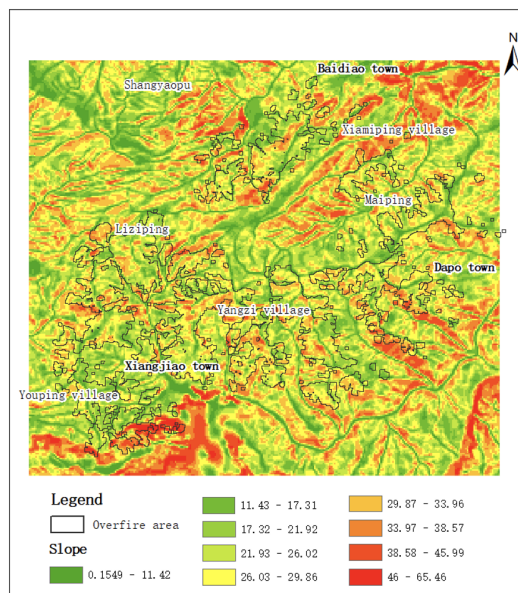 N
Baidiao town
Shangyaopu
Xiamiping village
Maiping
Liziping
Dapo town
Yangzi village
Xiangjiao town
Youping village
Legend
Overfire area
Slope
0.1549 - 11.42
11.43 - 17.31
17.32 - 21.92
21.93 - 26.02
26.03 - 29.86
29.87 - 33.96
33.97 - 38.57
38.58 - 45.99
46 - 65.46